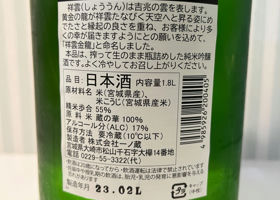 祥雲(しょううん)は吉兆の雲を表します。
黄金の龍が祥雲たなびく天空へと昇る姿にめ
でたさと縁起の良さを重ね、お客様により多く
の幸が届きますようにとの願いを込めて、
「祥雲金龍」と命名しました。
本品は、搾って生のまま瓶詰めした純米吟醸
酒です。よく冷やしてお召し上がりください。
日本酒 内容量1.8L
原材料名 米(宮城県産)、
米こうじ(宮城県産米)
精米歩合 55%
原料米 蔵の華 100%
アルコール分(ALC) 17%
保存方法 要冷蔵(10℃以下)
製造者 株式会社一ノ蔵
宮城県大崎市松山千石字大欅14番地
☎0229-55-3322(代)
製造年月 23.02L
キャップ
4985926200455